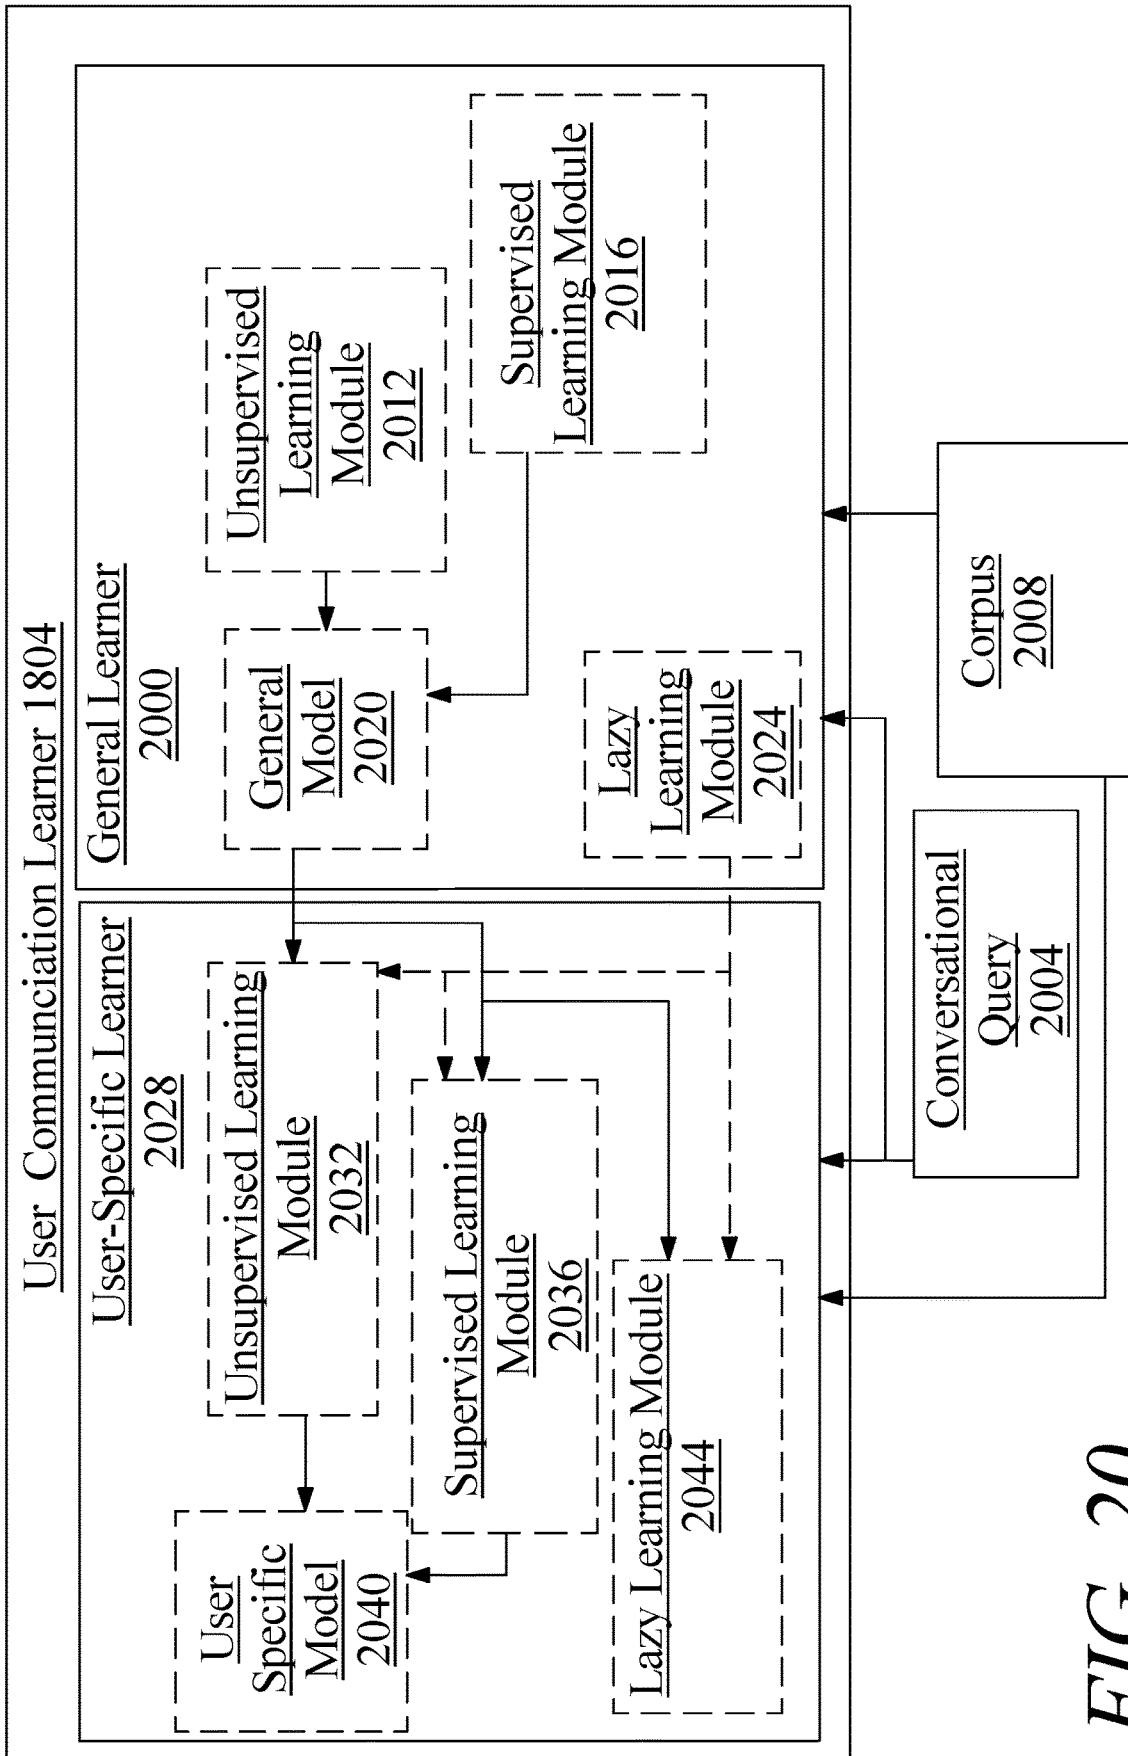 User Communciation Learner 1804
User-Specific Learner
2028
User
Specific
Model
2040
Unsupervised Learning
Module
2032
Supervised Learning
Module
2036
Lazy Learning Module
2044
General Learner
2000
General
Model
2020
Unsupervised
Learning
Module
2012
Supervised
Learning Module
2016
Lazy
Learning
Module
2024
Conversational
Query
2004
Corpus
2008
FIG. 20